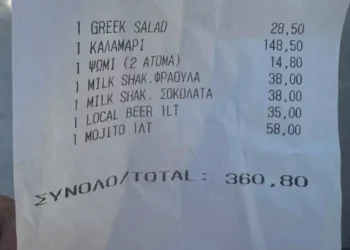 1 GREEK SALAD 28,50
1 ΚΑΛΑΜΑΡΙ 148,50
1 ΨΩΜΙ (2 ΑΤΟΜΑ) 14,80
1 MILK SHAK.ΦΡΑΟΥΛΑ 38,00
1 MILK SHAK. ΣΟΚΟΛΑΤΑ 38,00
1 LOCAL BEER 1LT 35,00
1 MOJITO 1ΛΤ 58,00
ΣΥΝΟΛΟ/TOTAL: 360,80